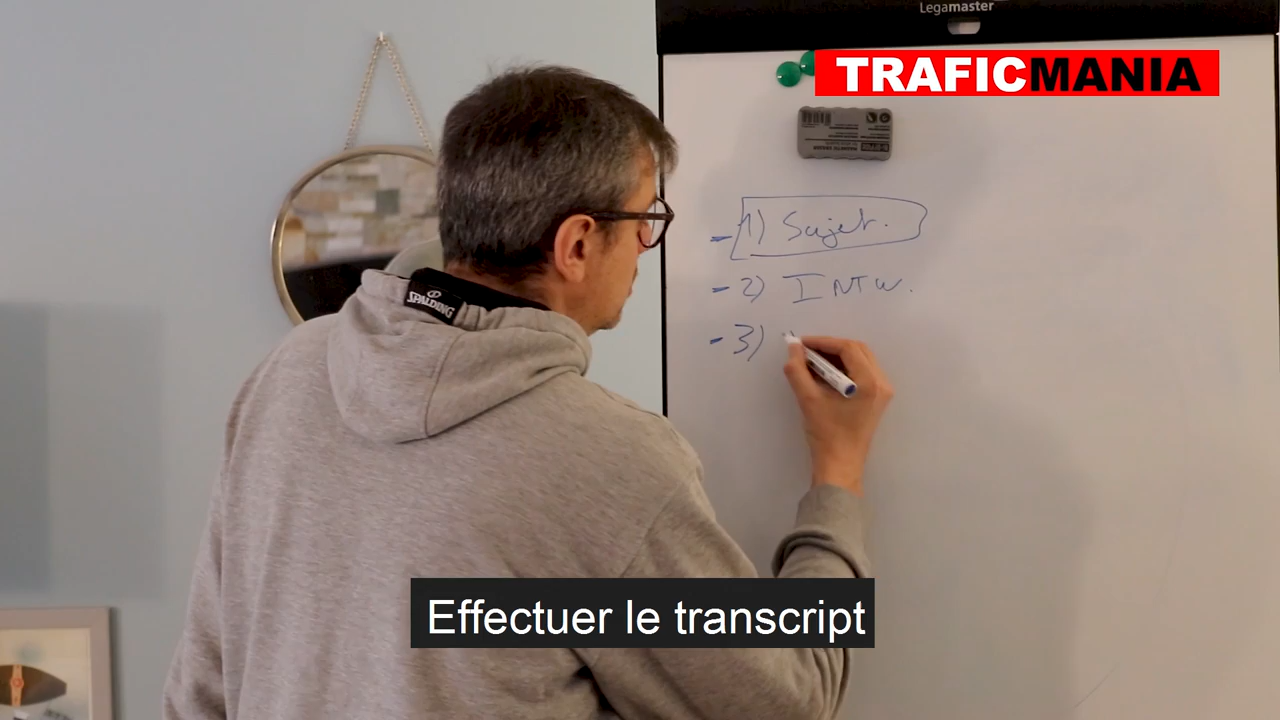 Legamaster
TRAFICMANIA
SPALDING
- 1) Sujet.
- 2) INTW.
- 3)
Effectuer le transcript